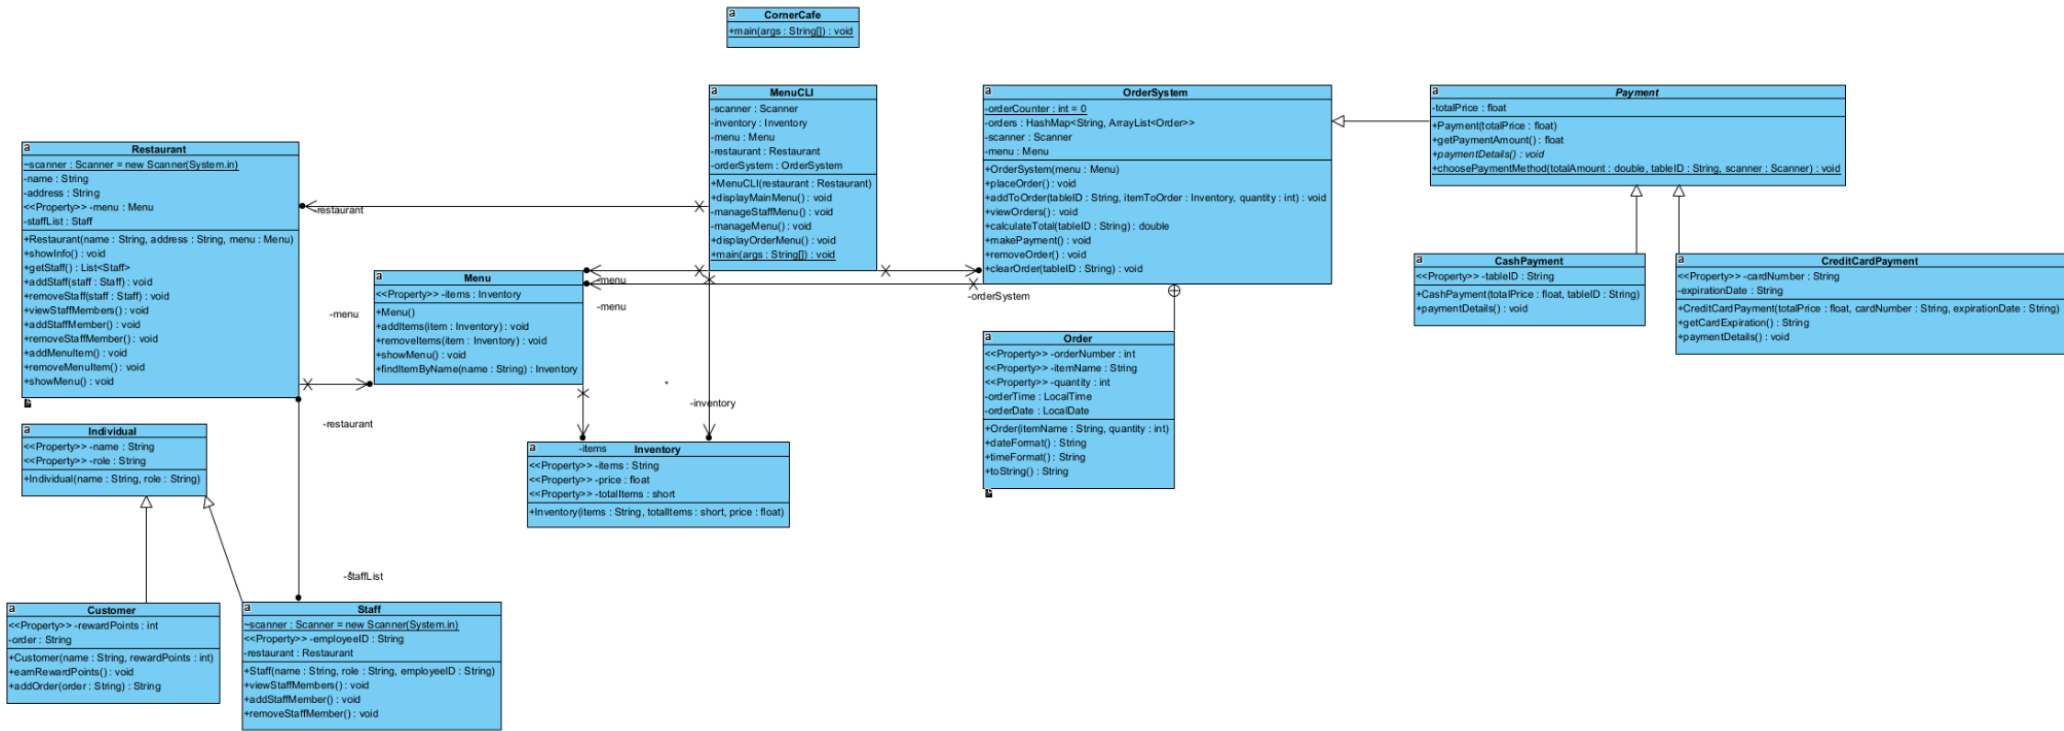 a
CornerCafe
+main(args : String[]) : void
a
MenuCLI
-scanner : Scanner
-inventory : Inventory
-menu : Menu
-restaurant : Restaurant
-orderSystem : OrderSystem
+MenuCLI(restaurant : Restaurant)
+displayMainMenu() : void
-manageStaffMenu() : void
-manageMenu() : void
+displayOrderMenu() : void
+main(args : String[]) : void
a
OrderSystem
-orderCounter : int = 0
-orders : HashMap<String, ArrayList<Order>>
-scanner : Scanner
-menu : Menu
+OrderSystem(menu : Menu)
+placeOrder() : void
+addToOrder(tableID : String, itemToOrder : Inventory, quantity : int) : void
+viewOrders() : void
+calculateTotal(tableID : String) : double
+makePayment() : void
+removeOrder() : void
+clearOrder(tableID : String) : void
a
Payment
-totalPrice : float
+Payment(totalPrice : float)
+getPaymentAmount() : float
+paymentDetails() : void
+choosePaymentMethod(totalAmount : double, tableID : String, scanner : Scanner) : void
a
Restaurant
~scanner : Scanner = new Scanner(System.in)
-name : String
-address : String
<<Property>> -menu : Menu
-staffList : Staff
+Restaurant(name : String, address : String, menu : Menu)
+showInfo() : void
+getStaff() : List<Staff>
+addStaff(staff : Staff) : void
+removeStaff(staff : Staff) : void
+viewStaffMembers() : void
+addStaffMember() : void
+removeStaffMember() : void
+addMenuItem() : void
+removeMenuItem() : void
+showMenu() : void
-restaurant
a
Menu
<<Property>> -items : Inventory
+Menu()
+addItems(item : Inventory) : void
+removeItems(item : Inventory) : void
+showMenu() : void
+findItemByName(name : String) : Inventory
-menu
-menu
-menu
-orderSystem
a
CashPayment
<<Property>> -tableID : String
+CashPayment(totalPrice : float, tableID : String)
+paymentDetails() : void
a
CreditCardPayment
<<Property>> -cardNumber : String
-expirationDate : String
+CreditCardPayment(totalPrice : float, cardNumber : String, expirationDate : String)
+getCardExpiration() : String
+paymentDetails() : void
a
Order
<<Property>> -orderNumber : int
<<Property>> -itemName : String
<<Property>> -quantity : int
-orderTime : LocalTime
-orderDate : LocalDate
+Order(itemName : String, quantity : int)
+dateFormat() : String
+timeFormat() : String
+toString() : String
*
-inventory
-restaurant
a
Individual
<<Property>> -name : String
<<Property>> -role : String
+Individual(name : String, role : String)
a
-items
Inventory
<<Property>> -items : String
<<Property>> -price : float
<<Property>> -totalItems : short
+Inventory(items : String, totalItems : short, price : float)
*
-staffList
a
Customer
<<Property>> -rewardPoints : int
-order : String
+Customer(name : String, rewardPoints : int)
+earnRewardPoints() : void
+addOrder(order : String) : String
a
Staff
~scanner : Scanner = new Scanner(System.in)
<<Property>> -employeeID : String
-restaurant : Restaurant
+Staff(name : String, role : String, employeeID : String)
+viewStaffMembers() : void
+addStaffMember() : void
+removeStaffMember() : void